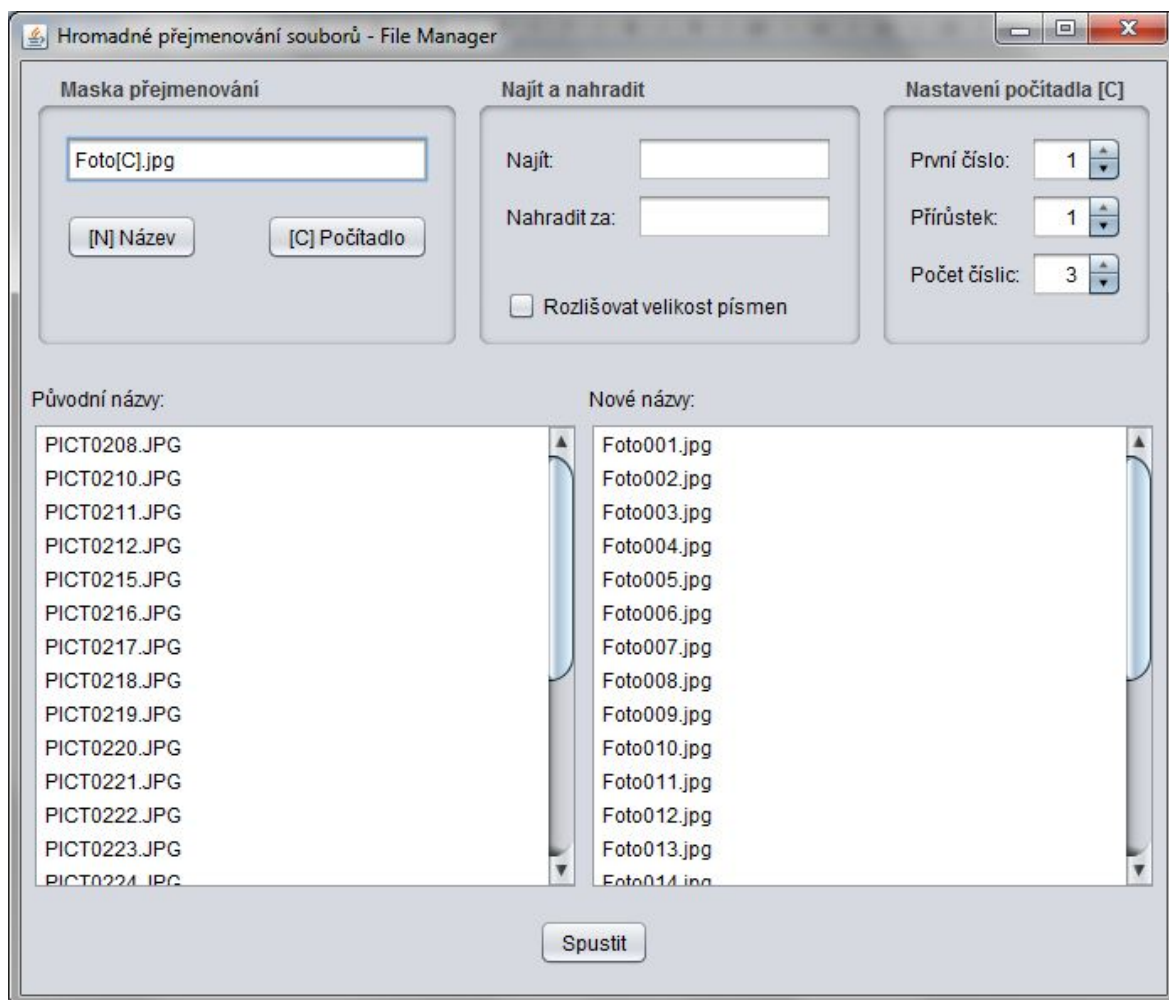 Hromadné přejmenování souborů - File Manager
Maska přejmenování
Foto[C].jpg
[N] Název
[C] Počítadlo
Najít a nahradit
Najít:
Nahradit za:
Rozlišovat velikost písmen
Nastavení počítadla [C]
První číslo: 1
Přírůstek: 1
Počet číslic: 3
Původní názvy:
PICT0208.JPG
PICT0210.JPG
PICT0211.JPG
PICT0212.JPG
PICT0215.JPG
PICT0216.JPG
PICT0217.JPG
PICT0218.JPG
PICT0219.JPG
PICT0220.JPG
PICT0221.JPG
PICT0222.JPG
PICT0223.JPG
PICT0224.JPG
Nové názvy:
Foto001.jpg
Foto002.jpg
Foto003.jpg
Foto004.jpg
Foto005.jpg
Foto006.jpg
Foto007.jpg
Foto008.jpg
Foto009.jpg
Foto010.jpg
Foto011.jpg
Foto012.jpg
Foto013.jpg
Foto014.jpg
Spustit